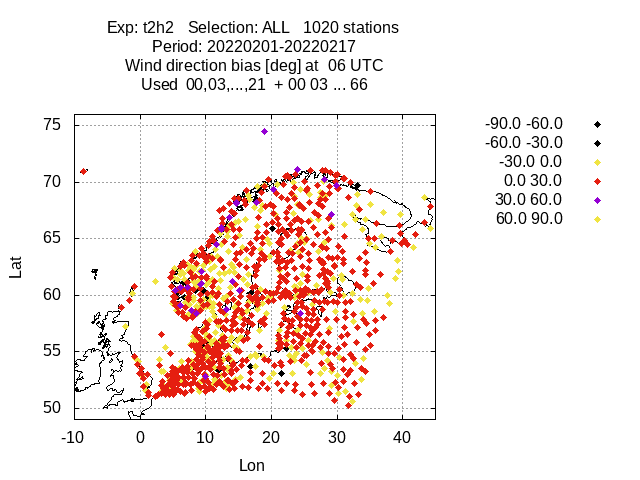 Exp: t2h2 Selection: ALL 1020 stations
Period: 20220201-20220217
Wind direction bias [deg] at 06 UTC
Used 00,03,...,21 + 00 03 ... 66
-90.0 -60.0
-60.0 -30.0
-30.0 0.0
0.0 30.0
30.0 60.0
60.0 90.0
75
70
65
60
55
50
Lat
-10 0 10 20 30 40
Lon